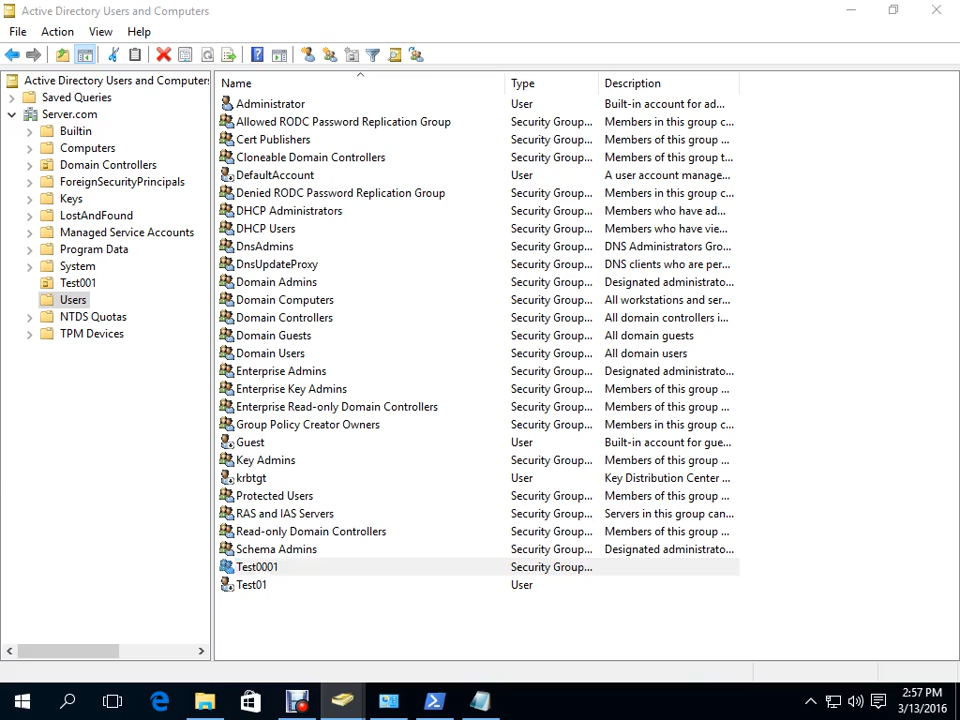 Active Directory Users and Computers
File Action View Help
Active Directory Users and Computers
Saved Queries
Server.com
Builtin
Computers
Domain Controllers
ForeignSecurityPrincipals
Keys
LostAndFound
Managed Service Accounts
Program Data
System
Test001
Users
NTDS Quotas
TPM Devices
Name Type Description
Administrator User Built-in account for ad...
Allowed RODC Password Replication Group Security Group... Members in this group c...
Cert Publishers Security Group... Members of this group ...
Cloneable Domain Controllers Security Group... Members of this group t...
DefaultAccount User A user account manage...
Denied RODC Password Replication Group Security Group... Members in this group c...
DHCP Administrators Security Group... Members who have ad...
DHCP Users Security Group... Members who have vie...
DnsAdmins Security Group... DNS Administrators Gro...
DnsUpdateProxy Security Group... DNS clients who are per...
Domain Admins Security Group... Designated administrato...
Domain Computers Security Group... All workstations and ser...
Domain Controllers Security Group... All domain controllers i...
Domain Guests Security Group... All domain guests
Domain Users Security Group... All domain users
Enterprise Admins Security Group... Designated administrato...
Enterprise Key Admins Security Group... Members of this group ...
Enterprise Read-only Domain Controllers Security Group... Members of this group ...
Group Policy Creator Owners Security Group... Members in this group c...
Guest User Built-in account for gue...
Key Admins Security Group... Members of this group ...
krbtgt User Key Distribution Center ...
Protected Users Security Group... Members of this group ...
RAS and IAS Servers Security Group... Servers in this group can...
Read-only Domain Controllers Security Group... Members of this group ...
Schema Admins Security Group... Designated administrato...
Test0001 Security Group...
Test01 User
2:57 PM
3/13/2016